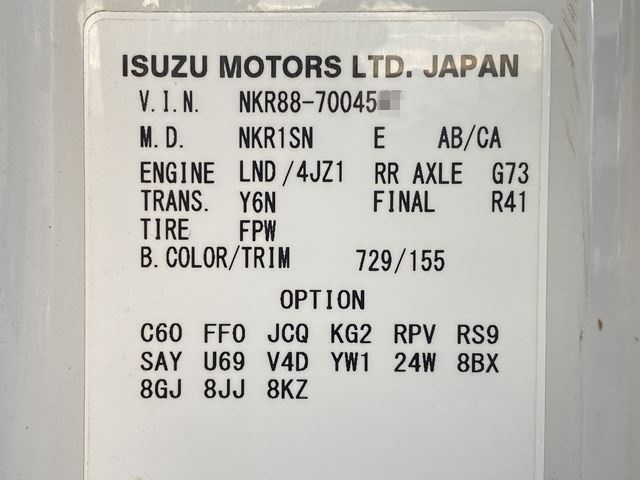 ISUZU MOTORS LTD. JAPAN
V.I.N. NKR88-70045
M.D. NKR1SN E AB/CA
ENGINE LND/4JZ1 RR AXLE G73
TRANS. Y6N FINAL R41
TIRE FPW
B.COLOR/TRIM 729/155
OPTION
C60 FF0 JCQ KG2 RPV RS9
SAY U69 V4D YW1 24W 8BX
8GJ 8JJ 8KZ